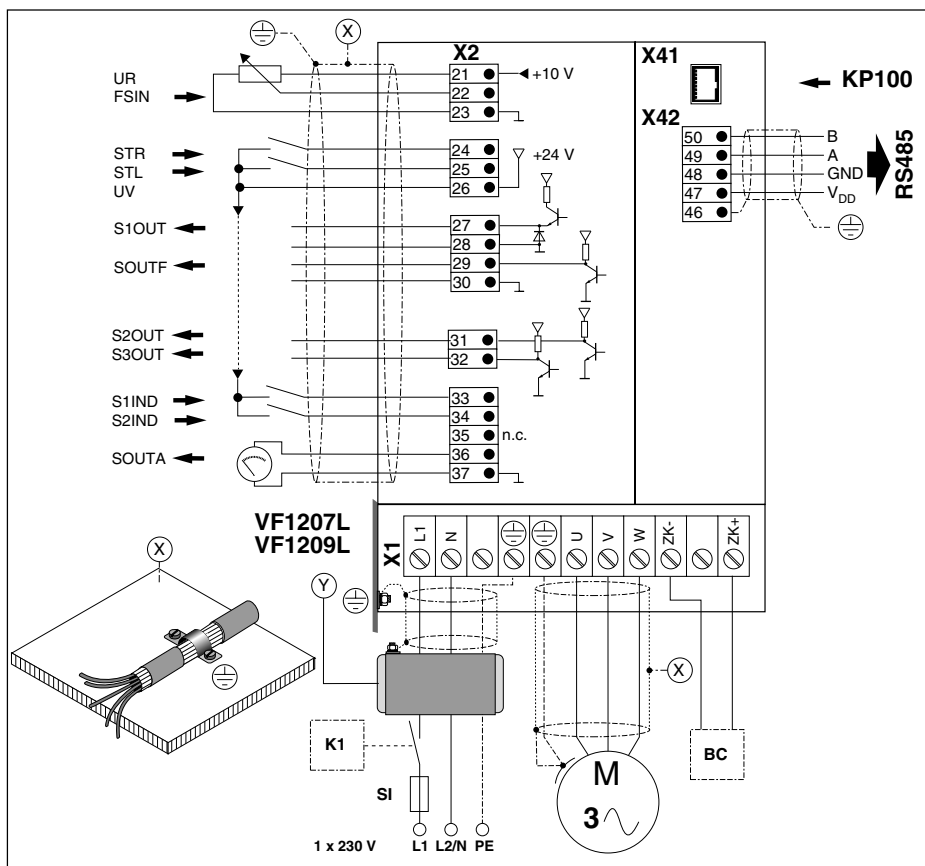 X
X2
X41
UR
21
+10 V
KP100
FSIN
22
23
X42
STR
24
50
B
STL
25
+24 V
49
A
UV
26
48
GND
47
VDD
46
RS485
S1OUT
27
28
SOUTF
29
30
S2OUT
31
S3OUT
32
S1IND
33
S2IND
34
35
n.c.
SOUTA
36
37
VF1207L
VF1209L
X1
L1
N
U
V
W
ZK-
ZK+
X
Y
X
K1
BC
M
3
SI
1 x 230 V
L1
L2/N
PE